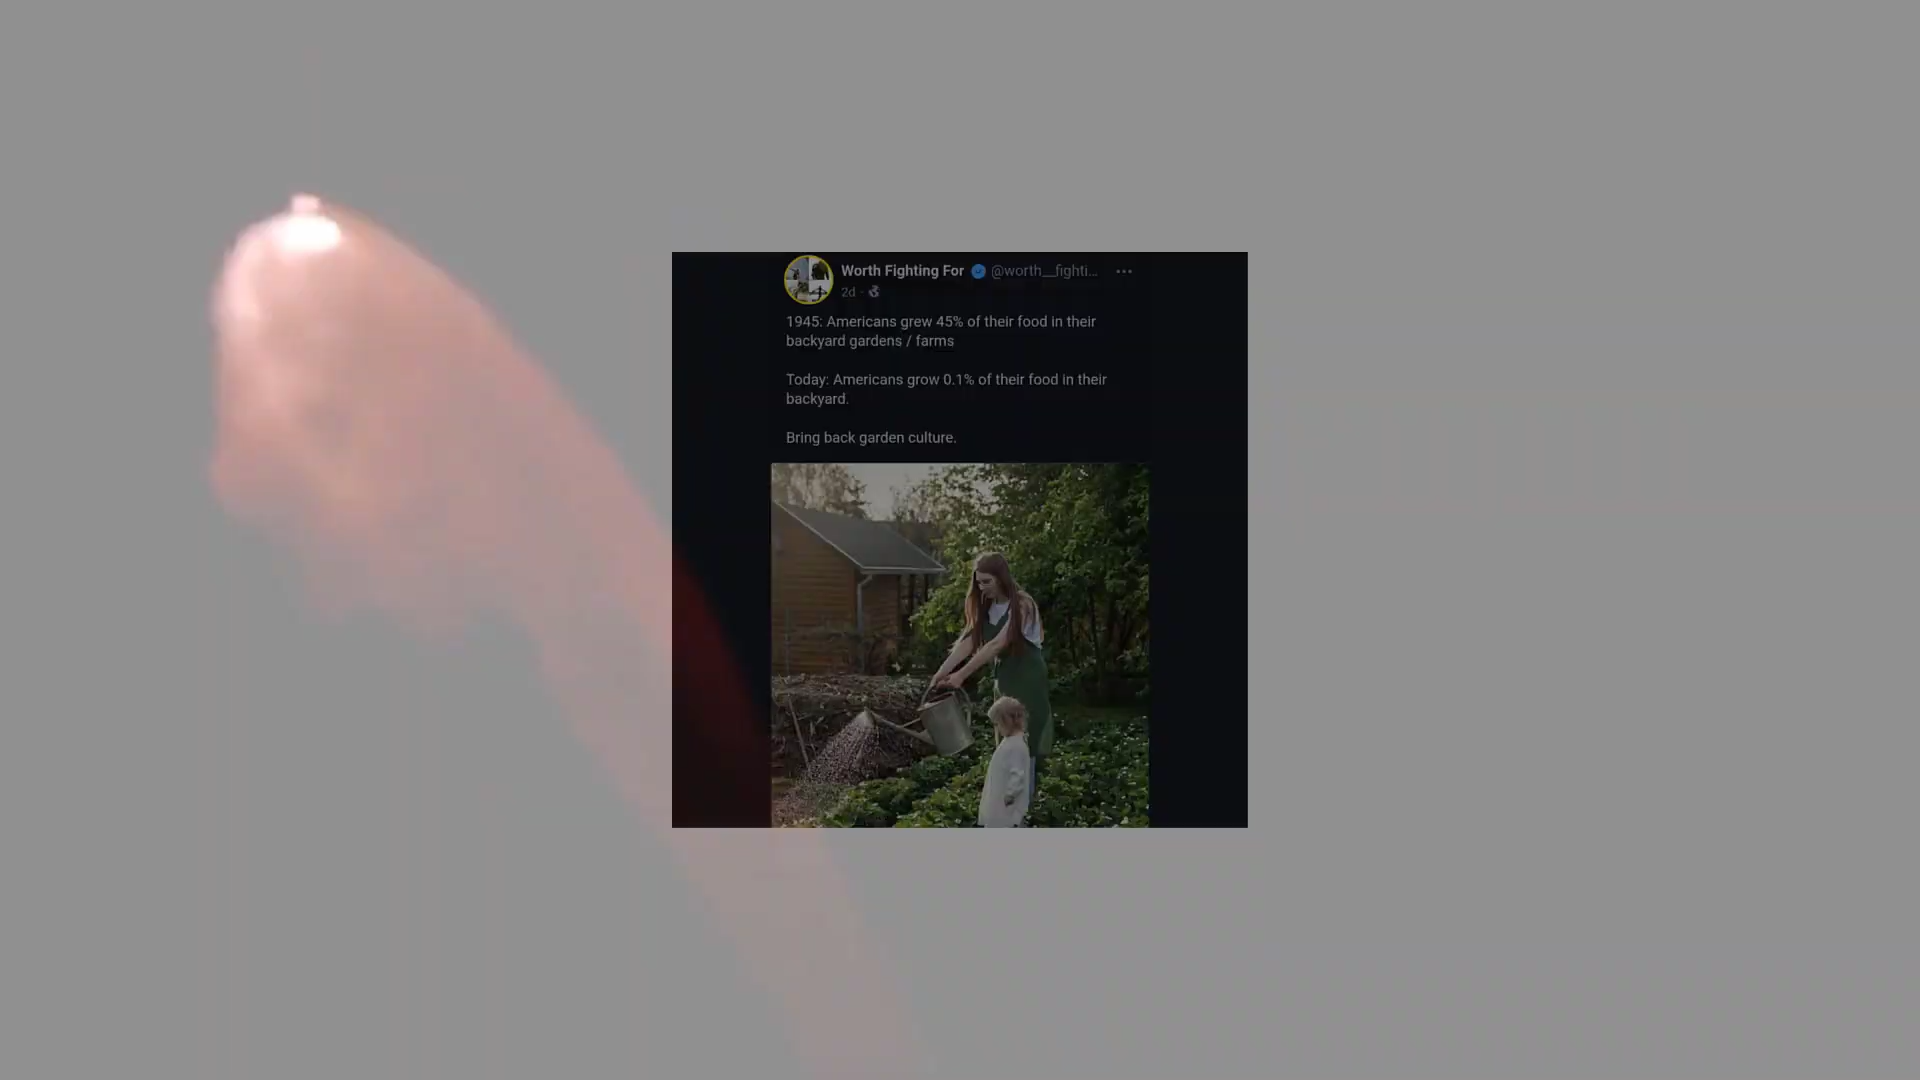 Worth Fighting For @worth__fighti...
2d
1945: Americans grew 45% of their food in their
backyard gardens / farms
Today: Americans grow 0.1% of their food in their
backyard.
Bring back garden culture.